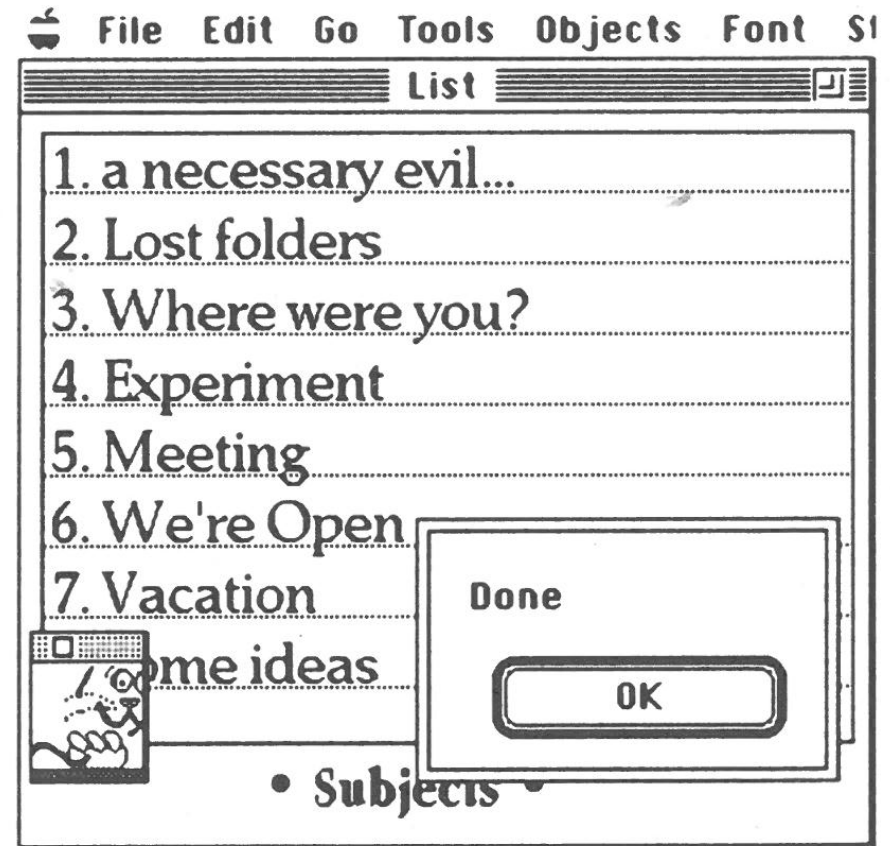 File Edit Go Tools Objects Font
List
1. a necessary evil...
2. Lost folders
3. Where were you?
4. Experiment
5. Meeting
6. We're Open
7. Vacation
ome ideas
Done
OK
• Subjects •